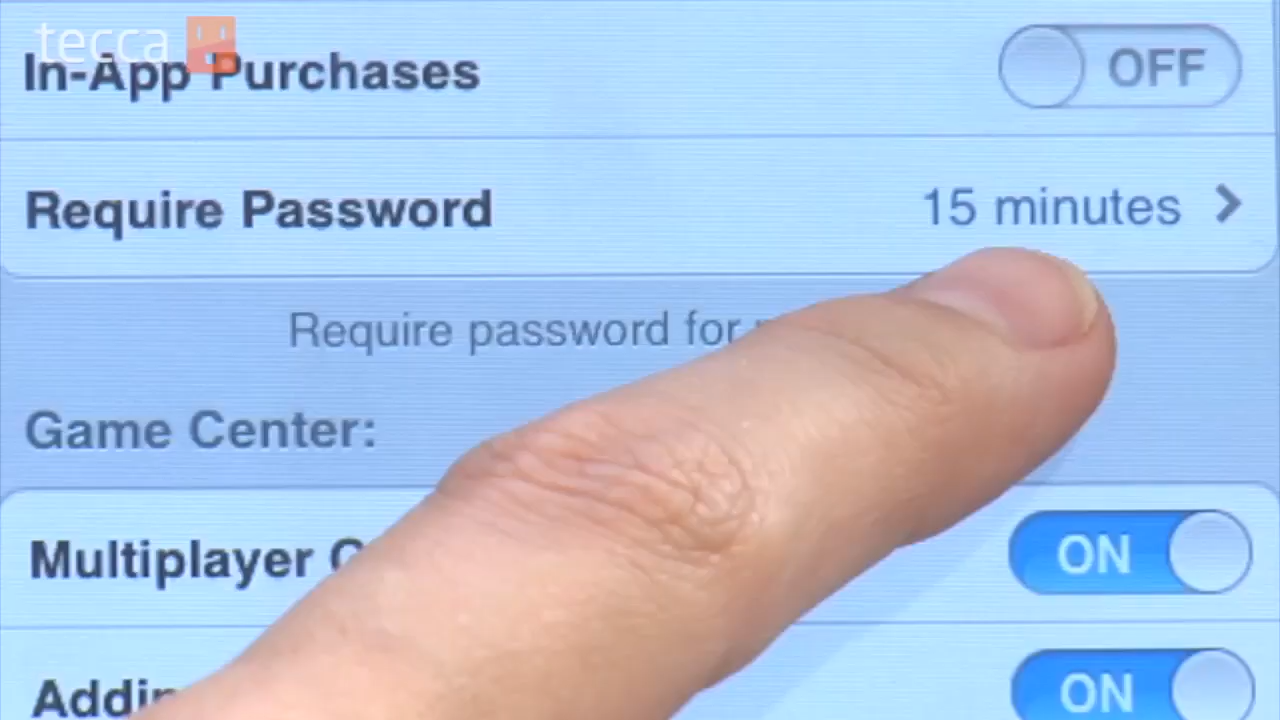 tecca
In-App Purchases OFF
Require Password 15 minutes
Require password for
Game Center:
Multiplayer ON
ON